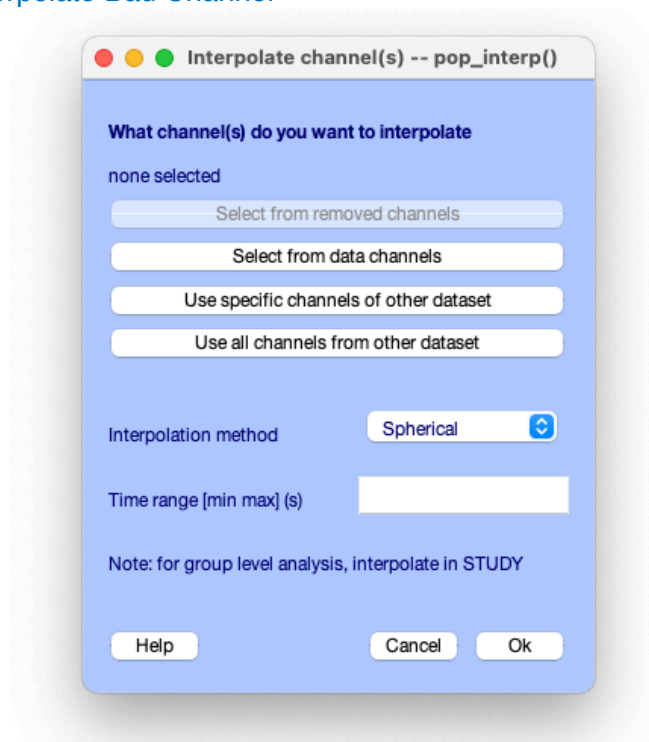 Interpolate channel(s) -- pop_interp()
What channel(s) do you want to interpolate
none selected
Select from removed channels
Select from data channels
Use specific channels of other dataset
Use all channels from other dataset
Interpolation method Spherical
Time range [min max] (s)
Note: for group level analysis, interpolate in STUDY
Help Cancel Ok